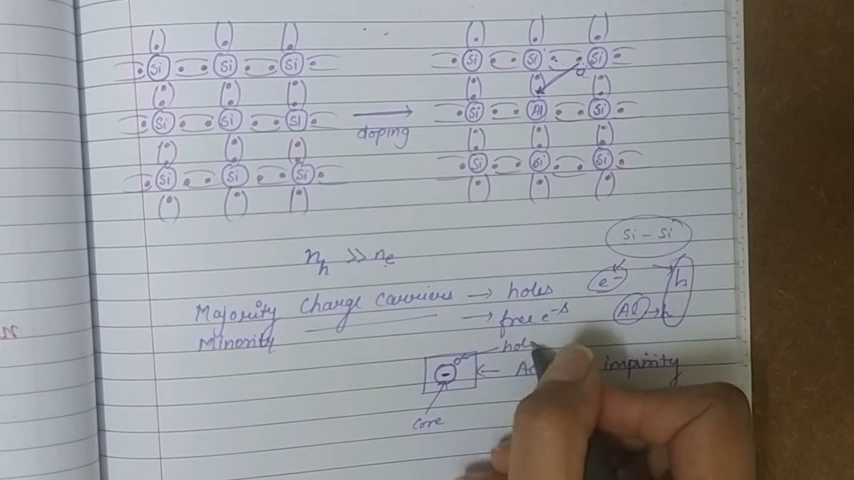 Si Si Si
Si Si Si
Si Si Si
doping
Si Si Si
Si Al Si
Si Si Si
n_h >> n_e
Si – Si
e⁻ → h
Al → h
Majority Charge Carriers → holes
Minority ——— → free e⁻s
hole
⊖ ← impurity
core